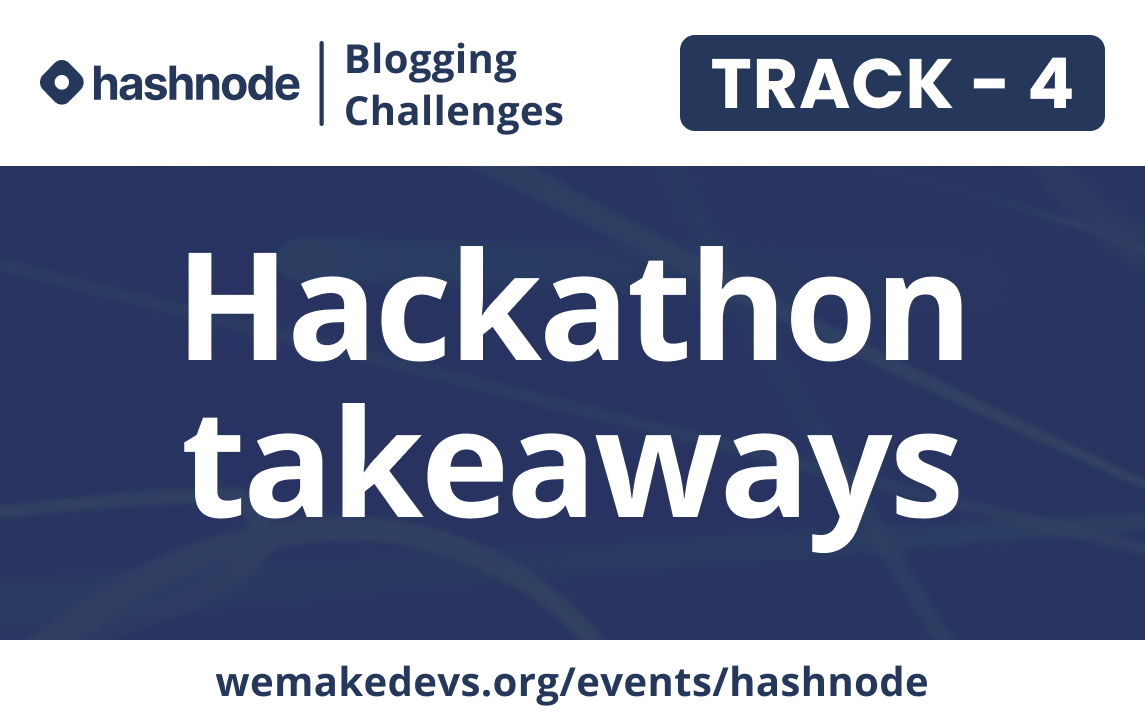 hashnode
Blogging
Challenges
TRACK - 4
Hackathon
takeaways
wemakedevs.org/events/hashnode